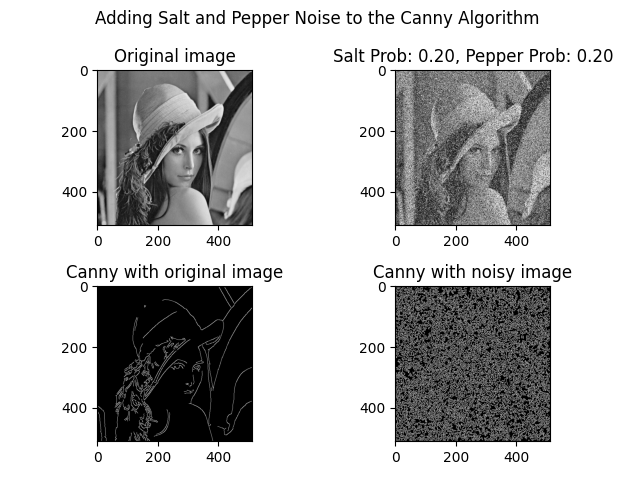 Adding Salt and Pepper Noise to the Canny Algorithm
Original image
0
200
400
0 200 400
Salt Prob: 0.20, Pepper Prob: 0.20
0
200
400
0 200 400
Canny with original image
0
200
400
0 200 400
Canny with noisy image
0
200
400
0 200 400